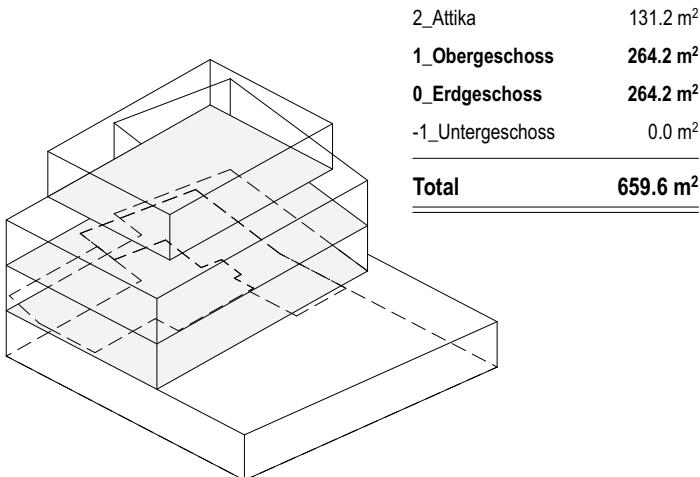 2_Attika 131.2 m²
1_Obergeschoss 264.2 m²
0_Erdgeschoss 264.2 m²
-1_Untergeschoss 0.0 m²
Total 659.6 m²